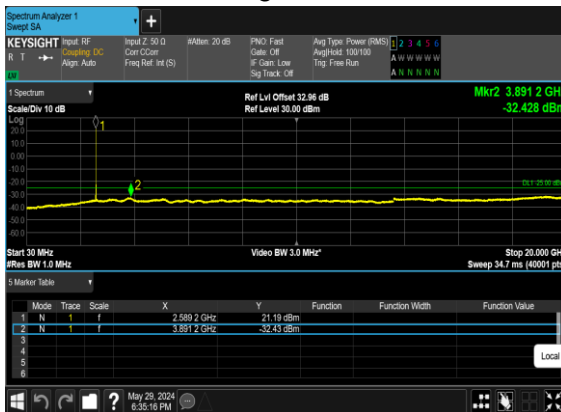 Spectrum Analyzer 1
Swept SA
KEYSIGHT Input: RF Input Z: 50 Ω #Atten: 20 dB PNO: Fast Avg Type: Power (RMS) 1 2 3 4 5 6
R T Coupling: DC Corr CCorr Gate: Off Avg|Hold: 100/100 A W W W W W
Align: Auto Freq Ref: Int (S) IF Gain: Low Trig: Free Run
Sig Track: Off A N N N N N
1 Spectrum Ref Lvl Offset 32.96 dB Mkr2 3.891 2 GH
Scale/Div 10 dB Ref Level 30.00 dBm -32.428 dBm
Log
20.0
10.0
0.00
-10.0
-20.0
-30.0
-40.0
-50.0
-60.0
1
2
DL1 -25.00 dB
Start 30 MHz Video BW 3.0 MHz* Stop 20.000 GH
#Res BW 1.0 MHz Sweep 34.7 ms (40001 pts
5 Marker Table
Mode Trace Scale X Y Function Function Width Function Value
1 N 1 f 2.589 2 GHz 21.19 dBm
2 N 1 f 3.891 2 GHz -32.43 dBm
3
4
5
6
Local
? May 29, 2024
6:35:16 PM